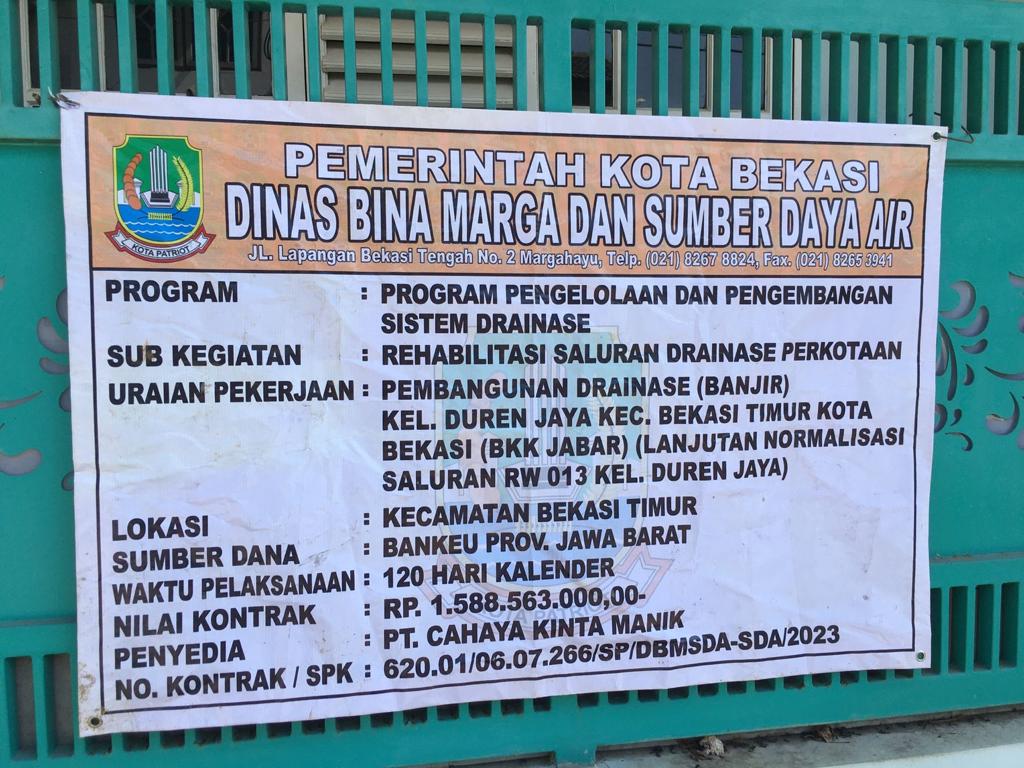 PEMERINTAH KOTA BEKASI
DINAS BINA MARGA DAN SUMBER DAYA AIR
JL. Lapangan Bekasi Tengah No. 2 Margahayu, Telp. (021) 8267 8824, Fax. (021) 8265 3941
KOTA PATRIOT
PROGRAM : PROGRAM PENGELOLAAN DAN PENGEMBANGAN
SISTEM DRAINASE
SUB KEGIATAN : REHABILITASI SALURAN DRAINASE PERKOTAAN
URAIAN PEKERJAAN : PEMBANGUNAN DRAINASE (BANJIR)
KEL. DUREN JAYA KEC. BEKASI TIMUR KOTA
BEKASI (BKK JABAR) (LANJUTAN NORMALISASI
SALURAN RW 013 KEL. DUREN JAYA)
LOKASI : KECAMATAN BEKASI TIMUR
SUMBER DANA : BANKEU PROV. JAWA BARAT
WAKTU PELAKSANAAN : 120 HARI KALENDER
NILAI KONTRAK : RP. 1.588.563.000,00-
PENYEDIA : PT. CAHAYA KINTA MANIK
NO. KONTRAK / SPK : 620.01/06.07.266/SP/DBMSDA-SDA/2023
KOTA PATRIOT